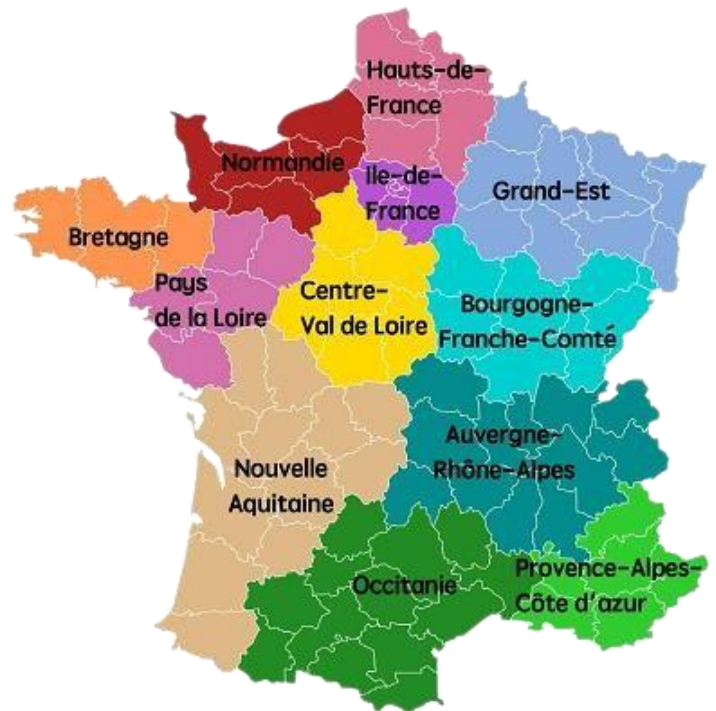 Hauts-de-
France
Normandie
Ile-de-
France
Grand-Est
Bretagne
Pays
de la Loire
Centre-
Val de Loire
Bourgogne-
Franche-Comté
Auvergne-
Rhône-Alpes
Nouvelle
Aquitaine
Occitanie
Provence-Alpes-
Côte d'azur